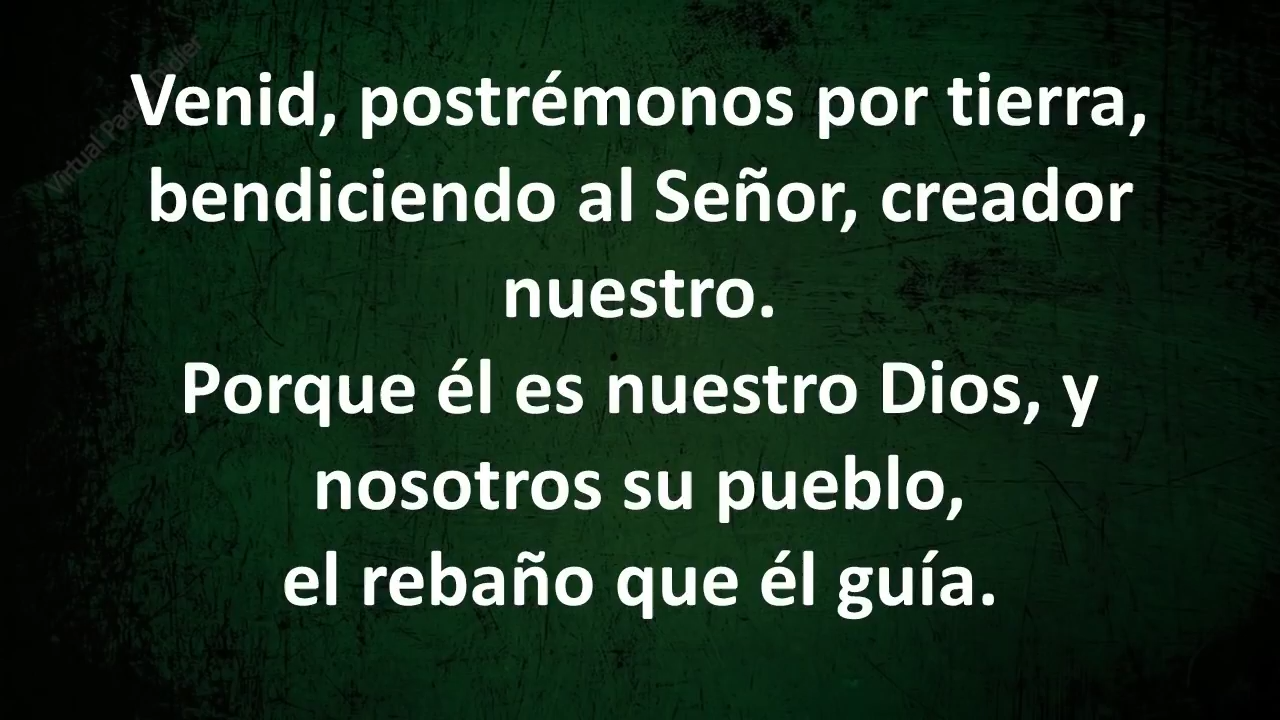 Venid, postrémonos por tierra,
bendiciendo al Señor, creador
nuestro.
Porque él es nuestro Dios, y
nosotros su pueblo,
el rebaño que él guía.